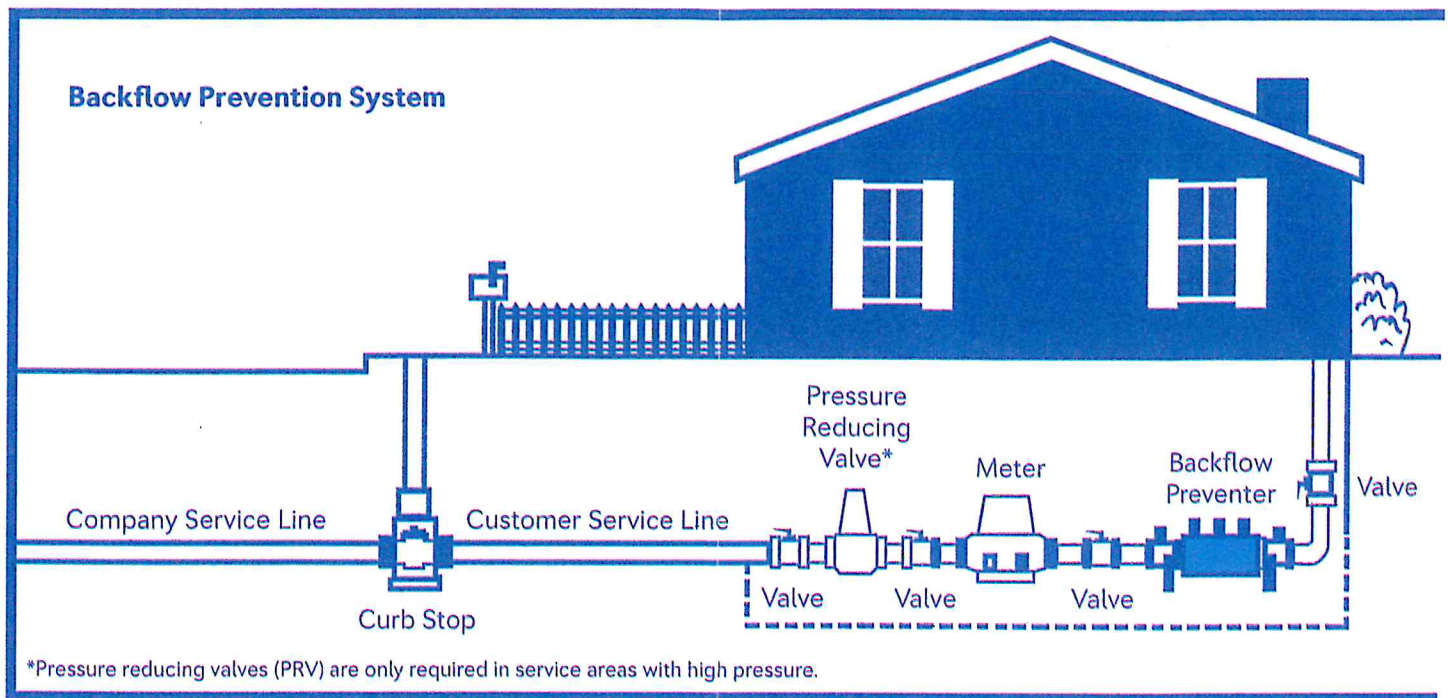 Backflow Prevention System
Pressure
Reducing
Valve*
Meter
Backflow
Preventer
Valve
Company Service Line
Customer Service Line
Valve
Valve
Valve
Curb Stop
*Pressure reducing valves (PRV) are only required in service areas with high pressure.